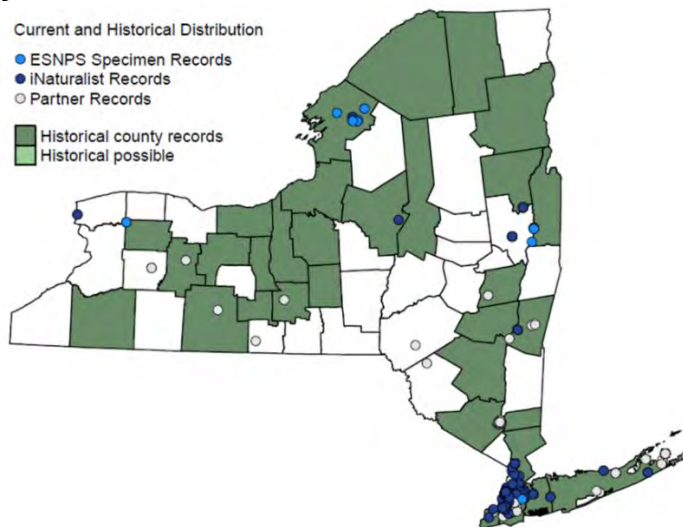 Current and Historical Distribution
ESNPS Specimen Records
iNaturalist Records
Partner Records
Historical county records
Historical possible